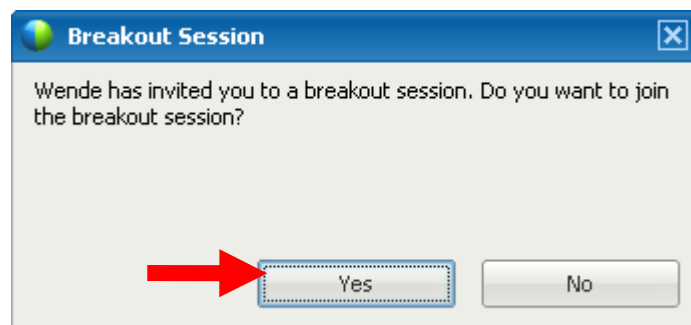 Breakout Session
Wende has invited you to a breakout session. Do you want to join
the breakout session?
Yes
No